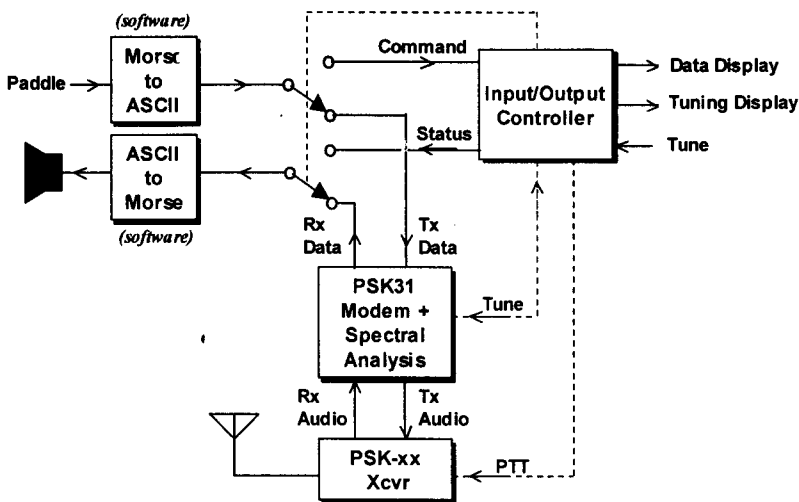 (software)
Paddle
Morse
to
ASCII
Command
Input/Output
Controller
Data Display
Tuning Display
Tune
ASCII
to
Morse
(software)
Status
Rx
Data
Tx
Data
PSK31
Modem +
Spectral
Analysis
Tune
Rx
Audio
Tx
Audio
PSK-xx
Xcvr
PTT